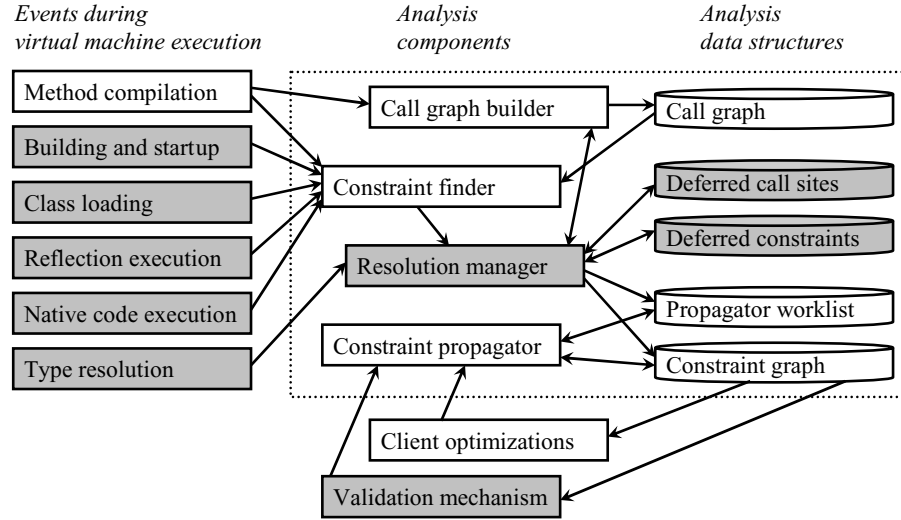 Events during
virtual machine execution
Analysis
components
Analysis
data structures
Method compilation
Building and startup
Class loading
Reflection execution
Native code execution
Type resolution
Call graph builder
Constraint finder
Resolution manager
Constraint propagator
Client optimizations
Validation mechanism
Call graph
Deferred call sites
Deferred constraints
Propagator worklist
Constraint graph